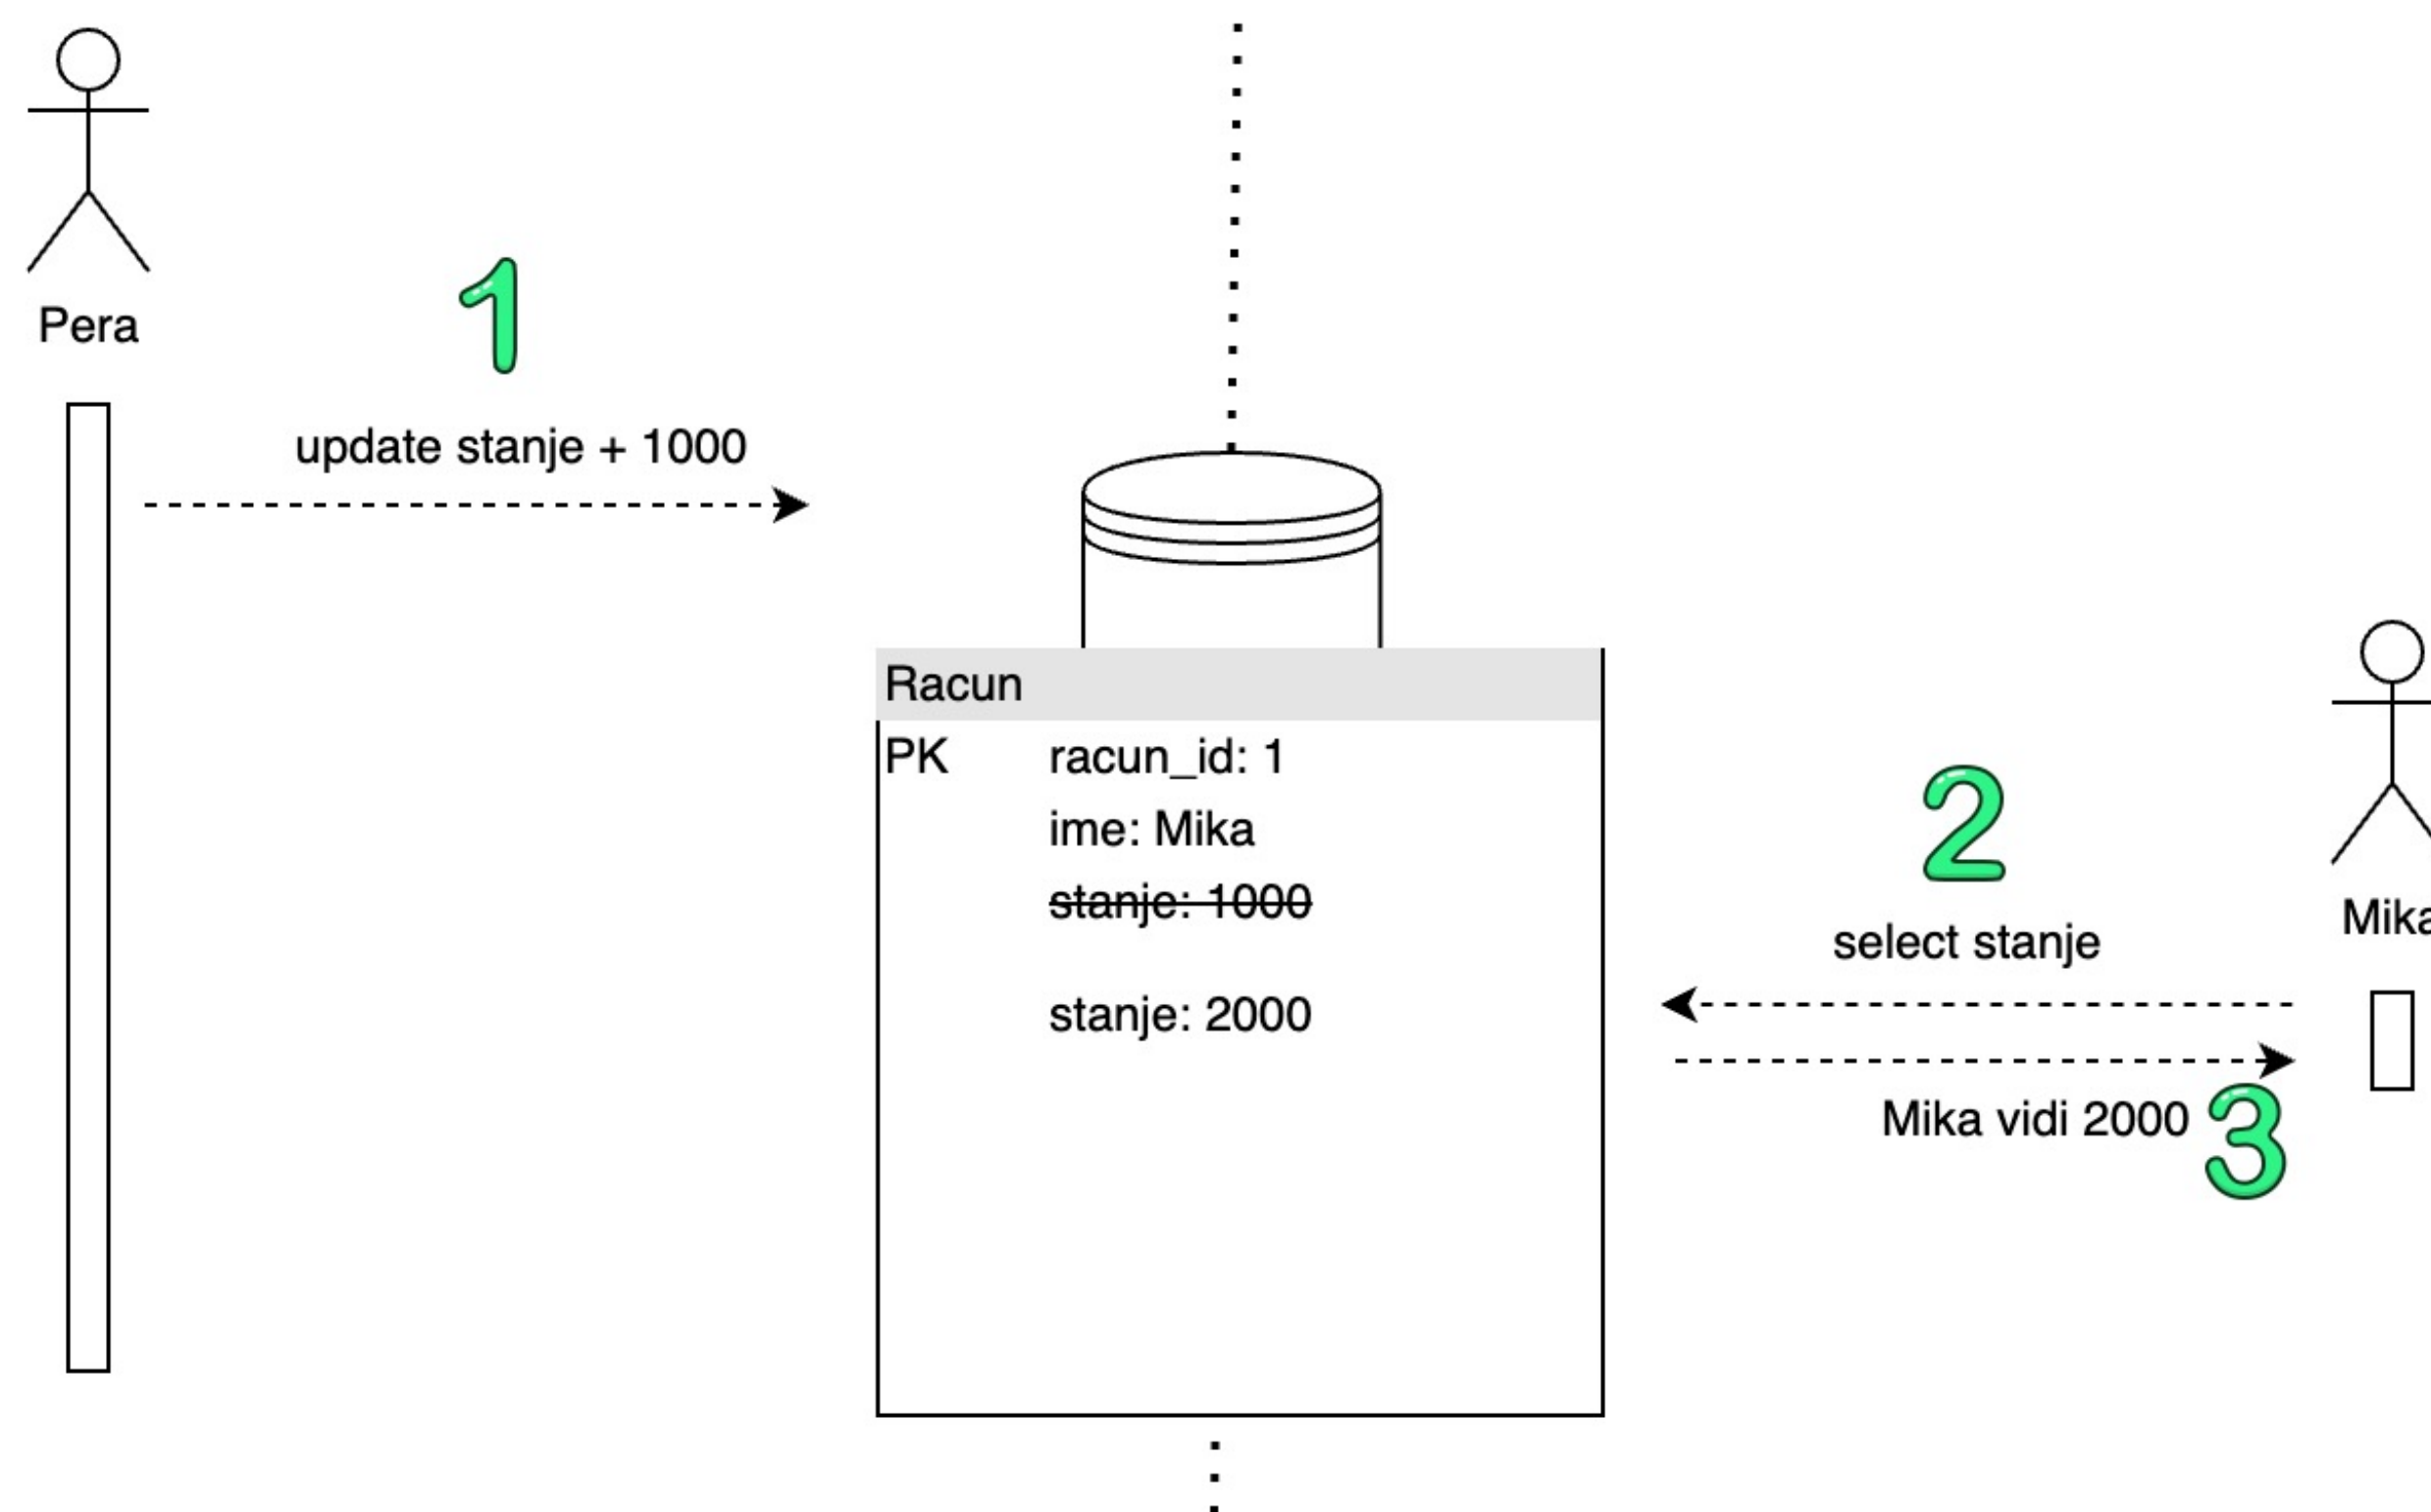 Pera
1
update stanje + 1000
Racun
PK racun_id: 1
ime: Mika
stanje: 1000
stanje: 2000
2
Mika
select stanje
Mika vidi 2000
3